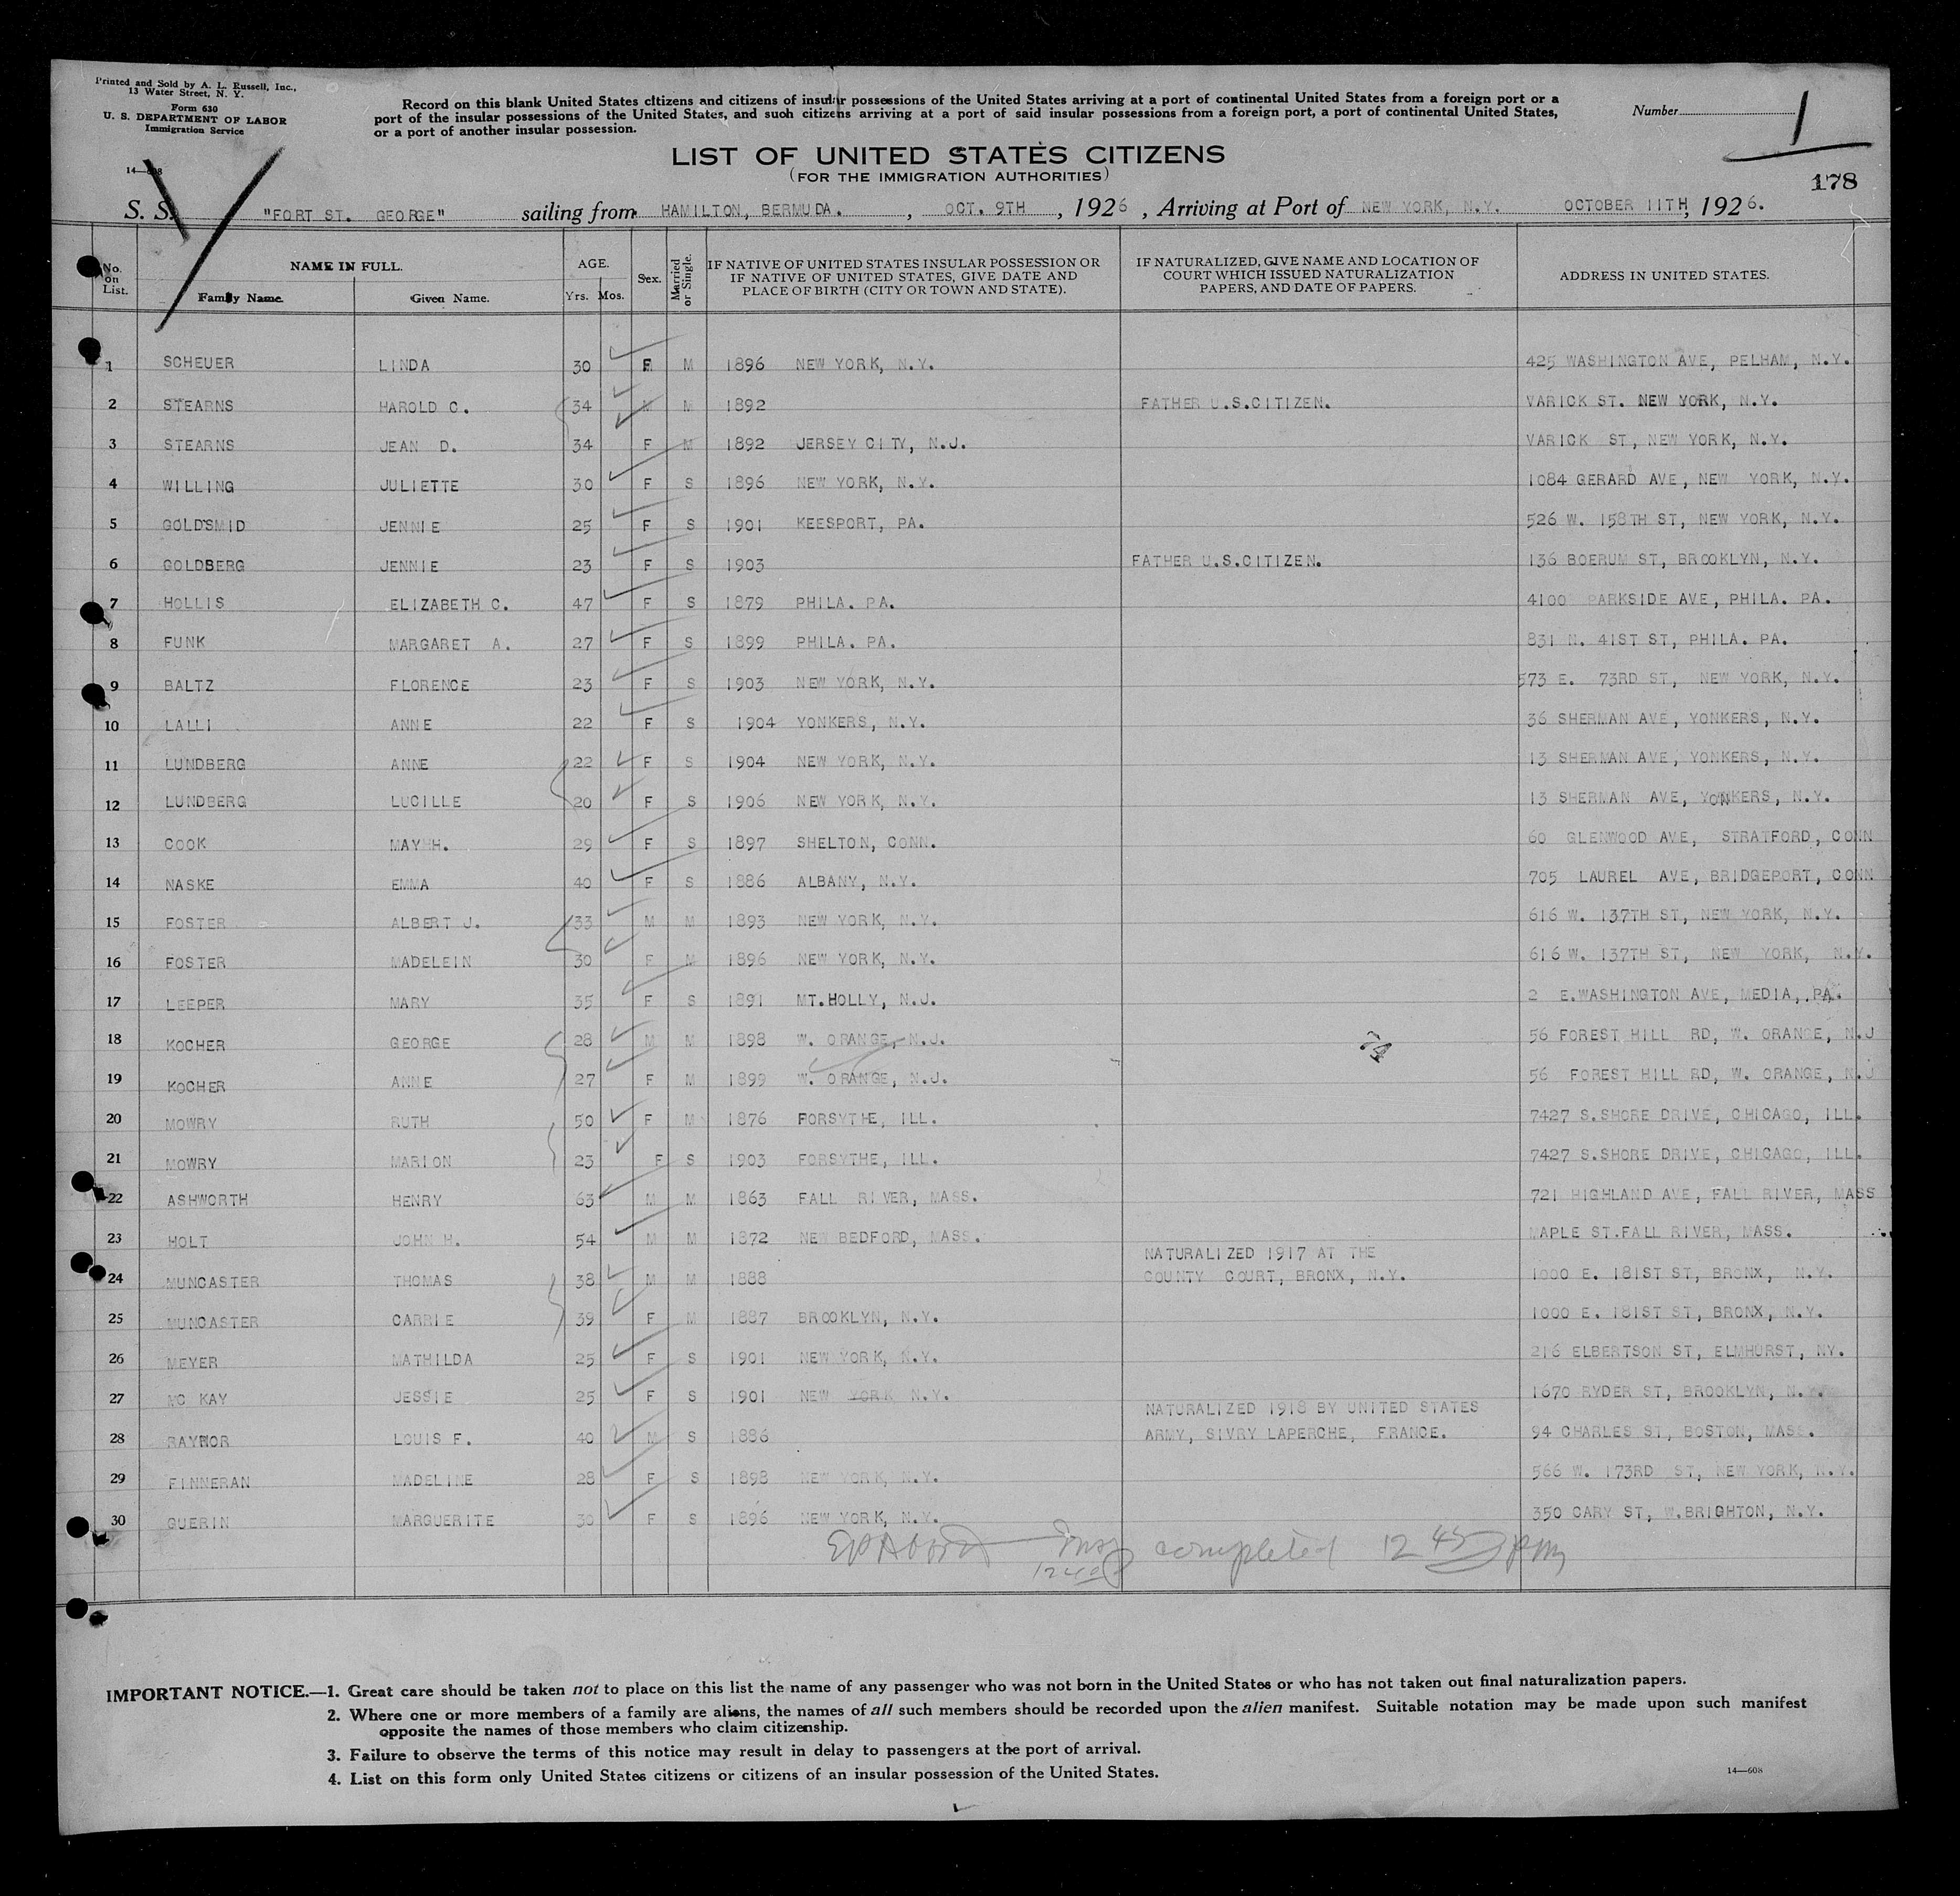 Printed and Sold by A. L. Russell, Inc.,
13 Water Street, N. Y.
Form 630
U. S. DEPARTMENT OF LABOR
Immigration Service
14—608
Record on this blank United States citizens and citizens of insular possessions of the United States arriving at a port of continental United States from a foreign port or a
port of the insular possessions of the United States, and such citizens arriving at a port of said insular possessions from a foreign port, a port of continental United States,
or a port of another insular possession.
Number 1
LIST OF UNITED STATES CITIZENS
(FOR THE IMMIGRATION AUTHORITIES)
178
S. S. "FORT ST. GEORGE" sailing from HAMILTON, BERMUDA. , OCT. 9TH , 1926 , Arriving at Port of NEW YORK, N.Y. OCTOBER 11TH, 1926.
No. on List. NAME IN FULL. Family Name. Given Name. AGE. Yrs. Mos. Sex. Married or Single. IF NATIVE OF UNITED STATES INSULAR POSSESSION OR IF NATIVE OF UNITED STATES, GIVE DATE AND PLACE OF BIRTH (CITY OR TOWN AND STATE). IF NATURALIZED, GIVE NAME AND LOCATION OF COURT WHICH ISSUED NATURALIZATION PAPERS, AND DATE OF PAPERS. ADDRESS IN UNITED STATES.
1 SCHEUER LINDA 30 F M 1896 NEW YORK, N.Y. 425 WASHINGTON AVE, PELHAM, N.Y.
2 STEARNS HAROLD C. 34 M M 1892 FATHER U.S.CITIZEN. VARICK ST. NEW YORK, N.Y.
3 STEARNS JEAN D. 34 F M 1892 JERSEY CITY, N.J. VARICK ST, NEW YORK, N.Y.
4 WILLING JULIETTE 30 F S 1896 NEW YORK, N.Y. 1084 GERARD AVE, NEW YORK, N.Y.
5 GOLDSMID JENNIE 25 F S 1901 KEESPORT, PA. 526 W. 158TH ST, NEW YORK, N.Y.
6 GOLDBERG JENNIE 23 F S 1903 FATHER U.S.CITIZEN. 136 BOERUM ST, BROOKLYN, N.Y.
7 HOLLIS ELIZABETH C. 47 F S 1879 PHILA. PA. 4100 PARKSIDE AVE, PHILA. PA.
8 FUNK MARGARET A. 27 F S 1899 PHILA. PA. 831 N. 41ST ST, PHILA. PA.
9 BALTZ FLORENCE 23 F S 1903 NEW YORK, N.Y. 573 E. 73RD ST, NEW YORK, N.Y.
10 LALLI ANNE 22 F S 1904 YONKERS, N.Y. 36 SHERMAN AVE, YONKERS, N.Y.
11 LUNDBERG ANNE 22 F S 1904 NEW YORK, N.Y. 13 SHERMAN AVE, YONKERS, N.Y.
12 LUNDBERG LUCILLE 20 F S 1906 NEW YORK, N.Y. 13 SHERMAN AVE, YONKERS, N.Y.
13 COOK MAY H. 29 F S 1897 SHELTON, CONN. 60 GLENWOOD AVE, STRATFORD, CONN
14 NASKE EMMA 40 F S 1886 ALBANY, N.Y. 705 LAUREL AVE, BRIDGEPORT, CONN
15 FOSTER ALBERT J. 33 M M 1893 NEW YORK, N.Y. 616 W. 137TH ST, NEW YORK, N.Y.
16 FOSTER MADELEIN 30 F M 1896 NEW YORK, N.Y. 616 W. 137TH ST, NEW YORK, N.Y.
17 LEEPER MARY 35 F S 1891 MT.HOLLY, N.J. 2 E.WASHINGTON AVE, MEDIA, PA.
18 KOCHER GEORGE 28 M M 1898 W. ORANGE, N.J. 56 FOREST HILL RD, W. ORANGE, N.J
19 KOCHER ANNE 27 F M 1899 W. ORANGE, N.J. 56 FOREST HILL RD, W. ORANGE, N.J
20 MOWRY RUTH 50 F M 1876 FORSYTHE, ILL. 7427 S.SHORE DRIVE, CHICAGO, ILL.
21 MOWRY MARION 23 F S 1903 FORSYTHE, ILL. 7427 S.SHORE DRIVE, CHICAGO, ILL.
22 ASHWORTH HENRY 63 M M 1863 FALL RIVER, MASS. 721 HIGHLAND AVE, FALL RIVER, MASS
23 HOLT JOHN H. 54 M M 1872 NEW BEDFORD, MASS. MAPLE ST.FALL RIVER, MASS.
NATURALIZED 1917 AT THE
24 MUNCASTER THOMAS 38 M M 1888 COUNTY COURT, BRONX, N.Y. 1000 E. 181ST ST, BRONX, N.Y.
25 MUNCASTER CARRIE 39 F M 1887 BROOKLYN, N.Y. 1000 E. 181ST ST, BRONX, N.Y.
26 MEYER MATHILDA 25 F S 1901 NEW YORK, N.Y. 216 ELBERTSON ST, ELMHURST, NY.
27 MC KAY JESSIE 25 F S 1901 NEW YORK N.Y. 1670 RYDER ST, BROOKLYN, N.Y.
NATURALIZED 1918 BY UNITED STATES
28 RAYNOR LOUIS F. 40 M S 1886 ARMY, SIVRY LAPERCHE, FRANCE. 94 CHARLES ST, BOSTON, MASS.
29 FINNERAN MADELINE 28 F S 1898 NEW YORK, N.Y. 566 W. 173RD ST, NEW YORK, N.Y.
30 GUERIN MARGUERITE 30 F S 1896 NEW YORK, N.Y. 350 CARY ST, W.BRIGHTON, N.Y.
Insp completed 12 45 pm
IMPORTANT NOTICE.—1. Great care should be taken not to place on this list the name of any passenger who was not born in the United States or who has not taken out final naturalization papers.
2. Where one or more members of a family are aliens, the names of all such members should be recorded upon the alien manifest. Suitable notation may be made upon such manifest
opposite the names of those members who claim citizenship.
3. Failure to observe the terms of this notice may result in delay to passengers at the port of arrival.
4. List on this form only United States citizens or citizens of an insular possession of the United States.
14—608